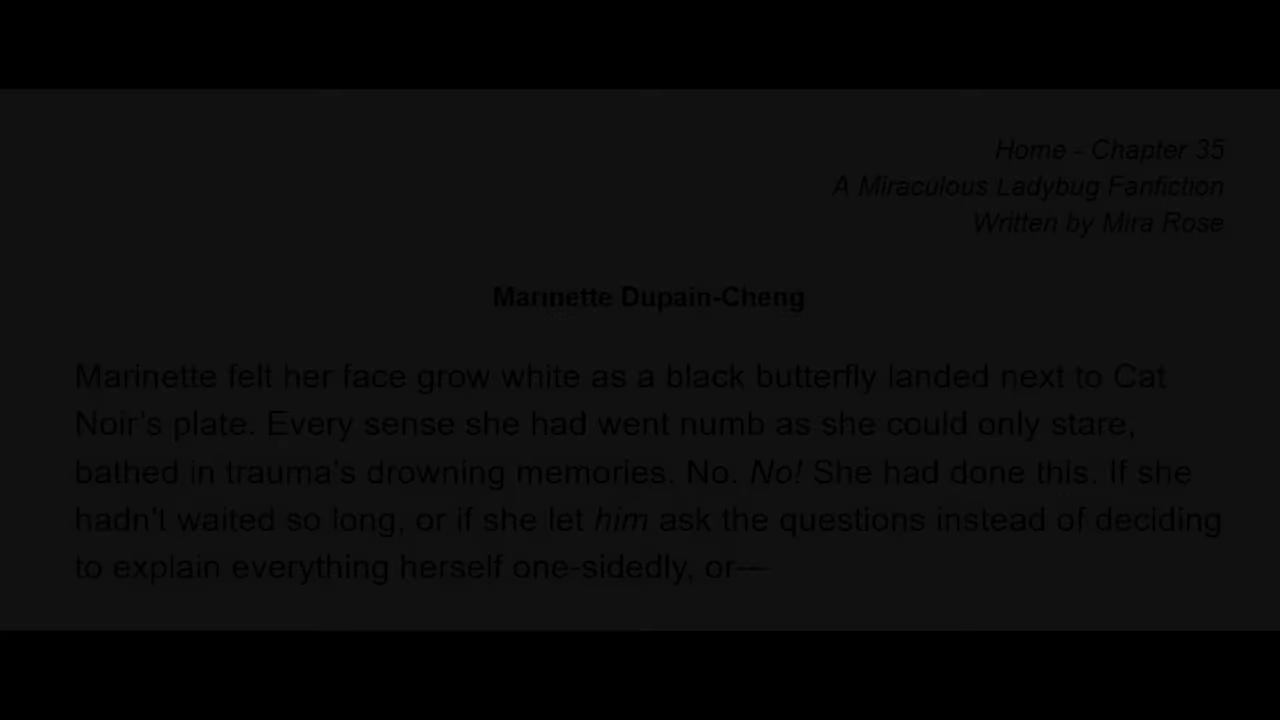 Home - Chapter 35
A Miraculous Ladybug Fanfiction
Written by Mira Rose
Marinette Dupain-Cheng
Marinette felt her face grow white as a black butterfly landed next to Cat
Noir's plate. Every sense she had went numb as she could only stare,
bathed in trauma's drowning memories. No. No! She had done this. If she
hadn't waited so long, or if she let him ask the questions instead of deciding
to explain everything herself one-sidedly, or—